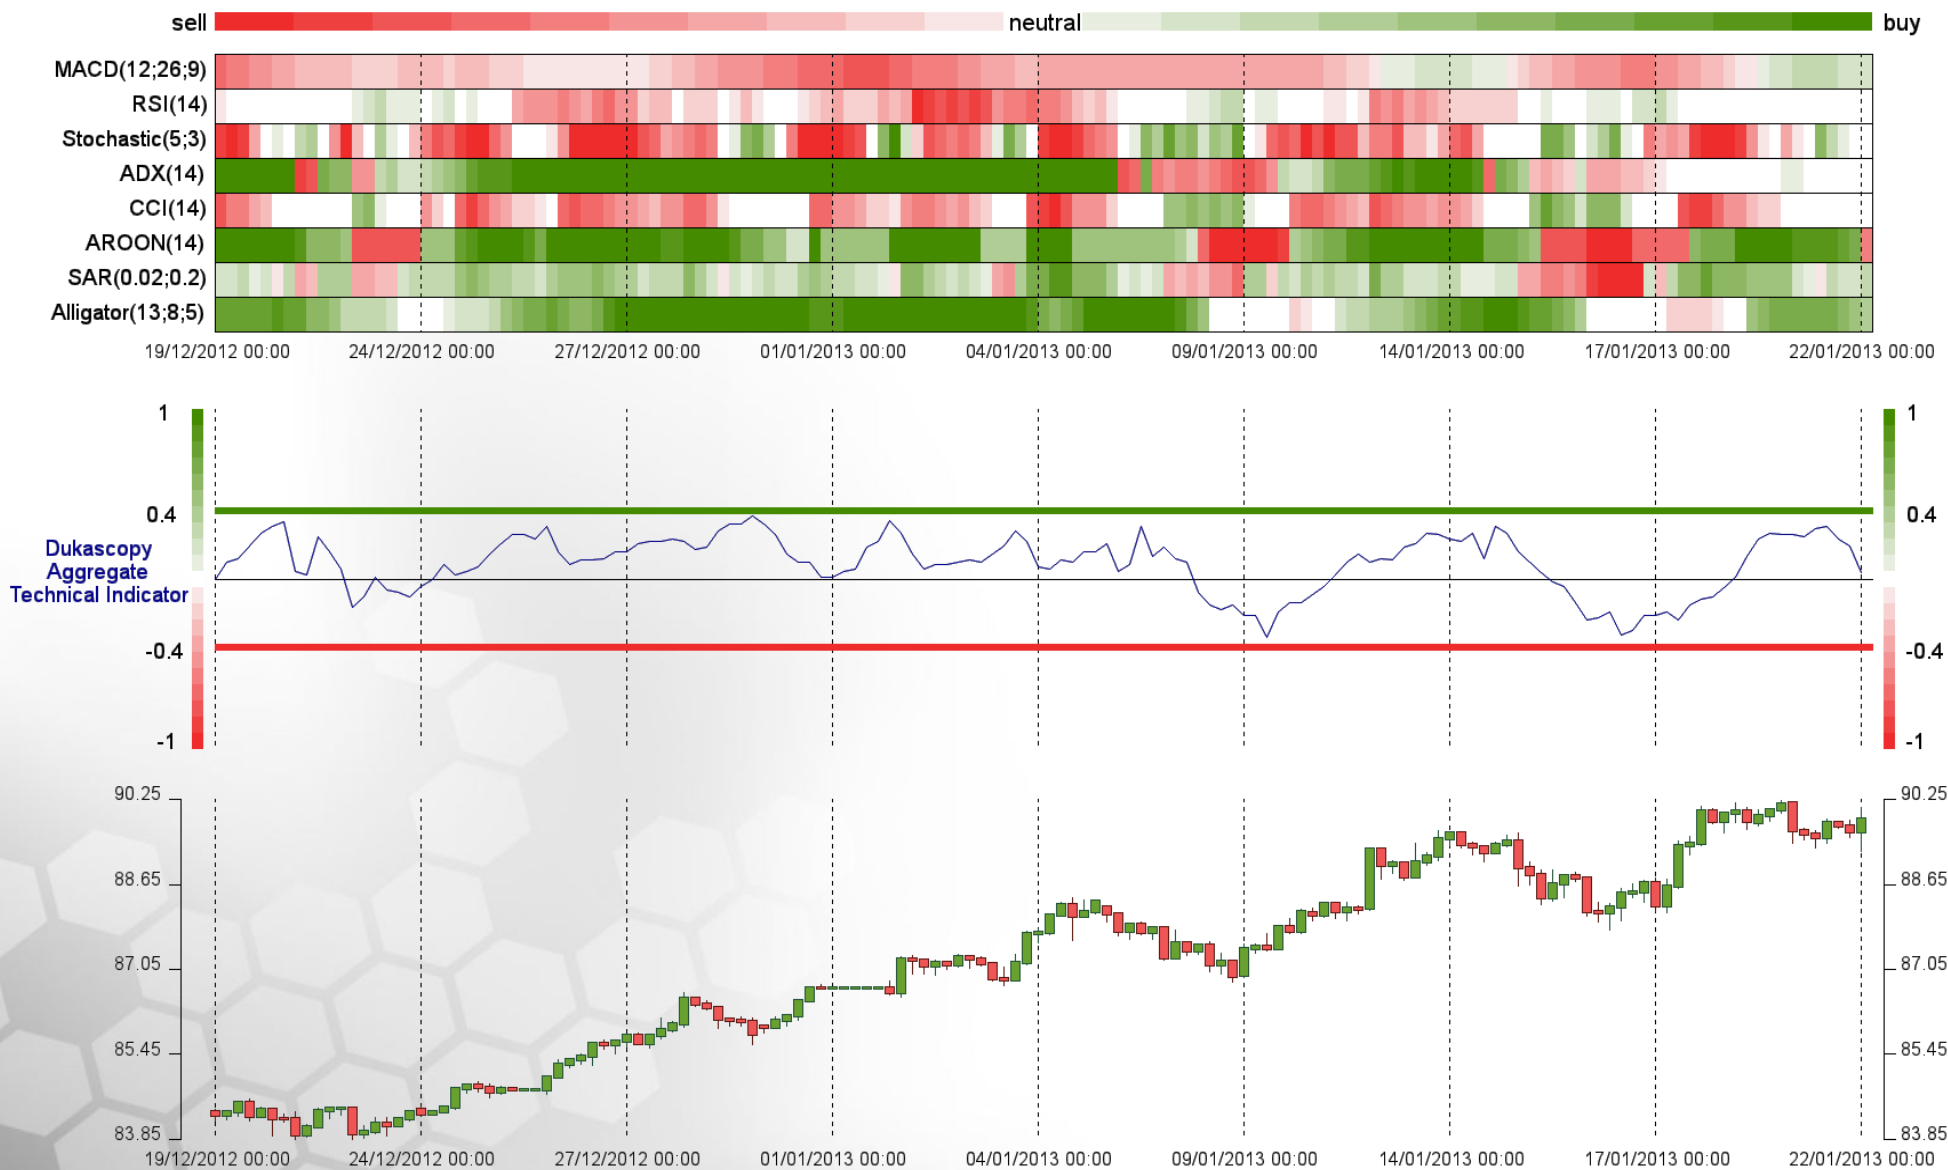 sell neutral buy
MACD(12;26;9)
RSI(14)
Stochastic(5;3)
ADX(14)
CCI(14)
AROON(14)
SAR(0.02;0.2)
Alligator(13;8;5)
19/12/2012 00:00 24/12/2012 00:00 27/12/2012 00:00 01/01/2013 00:00 04/01/2013 00:00 09/01/2013 00:00 14/01/2013 00:00 17/01/2013 00:00 22/01/2013 00:00
1 1
0.4 0.4
Dukascopy
Aggregate
Technical Indicator
-0.4 -0.4
-1 -1
90.25 90.25
88.65 88.65
87.05 87.05
85.45 85.45
83.85 83.85
19/12/2012 00:00 24/12/2012 00:00 27/12/2012 00:00 01/01/2013 00:00 04/01/2013 00:00 09/01/2013 00:00 14/01/2013 00:00 17/01/2013 00:00 22/01/2013 00:00